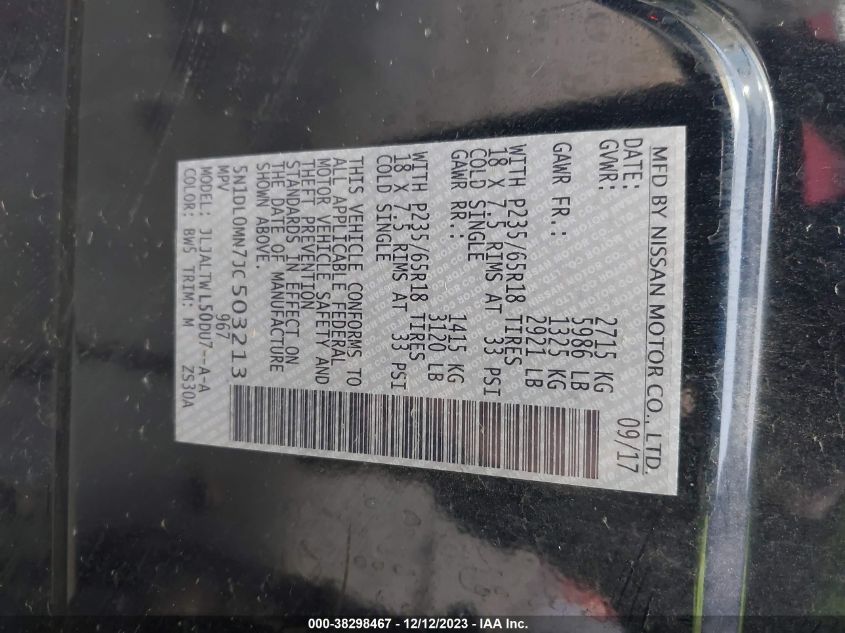 MFD BY NISSAN MOTOR CO., LTD.
DATE: 09/17
GVWR: 2715 KG
5986 LB
GAWR FR.: 1325 KG
2921 LB
WITH P235/65R18 TIRES
18 X 7.5 RIMS AT 33 PSI
COLD SINGLE
GAWR RR.: 1415 KG
3120 LB
WITH P235/65R18 TIRES
18 X 7.5 RIMS AT 33 PSI
COLD SINGLE
THIS VEHICLE CONFORMS TO
ALL APPLICABLE FEDERAL
MOTOR VEHICLE SAFETY AND
THEFT PREVENTION
STANDARDS IN EFFECT ON
THE DATE OF MANUFACTURE
SHOWN ABOVE.
5N1DL0MN7JC503213
MPV 967
MODEL: JLJALTWL50DU7--A-A
COLOR: BW5 TRIM: M ZS30A
000-38298467 - 12/12/2023 - IAA Inc.